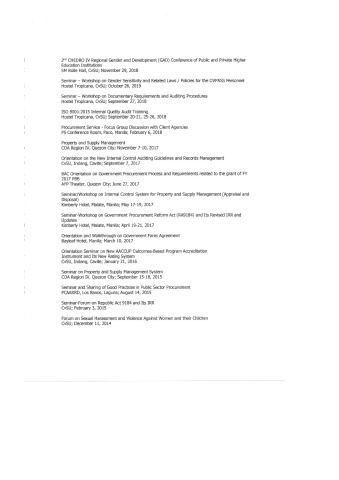 2nd CHEDRO IV Regional Gender and Development (GAD) Conference of Public and Private Higher
Education Institutions
SM Rolle Hall, CvSU; November 29, 2018
Seminar – Workshop on Gender Sensitivity and Related Laws / Policies for the OVPASS Personnel
Hostel Tropicana, CvSU; October 26, 2019
Seminar – Workshop on Documentary Requirements and Auditing Procedures
Hostel Tropicana, CvSU; September 27, 2018
ISO 9001:2015 Internal Quality Audit Training
Hostel Tropicana, CvSU; September 20-21, 25-26, 2018
Procurement Service - Focus Group Discussion with Client Agencies
PS Conference Room, Paco, Manila; February 6, 2018
Property and Supply Management
COA Region IV, Quezon City; November 7-10, 2017
Orientation on the New Internal Control Auditing Guidelines and Records Management
CvSU, Indang, Cavite; September 7, 2017
BAC Orientation on Government Procurement Process and Requirements related to the grant of FY
2017 PBB
AFP Theater, Quezon City; June 27, 2017
Seminar/Workshop on Internal Control System for Property and Supply Management (Appraisal and
Disposal)
Kimberly Hotel, Malate, Manila; May 17-19, 2017
Seminar-Workshop on Government Procurement Reform Act (RA9184) and Its Revised IRR and
Updates
Kimberly Hotel, Malate, Manila; April 19-21, 2017
Orientation and Walkthrough on Government Fares Agreement
Bayleaf Hotel, Manila; March 10, 2017
Orientation Seminar on New AACCUP Outcomes-Based Program Accreditation
Instrument and Its New Rating System
CvSU, Indang, Cavite; January 21, 2016
Seminar on Property and Supply Management System
COA Region IV, Quezon City; September 15-18, 2015
Seminar and Sharing of Good Practices in Public Sector Procurement
PCAARRD, Los Banos, Laguna; August 14, 2015
Seminar-Forum on Republic Act 9184 and Its IRR
CvSU; February 3, 2015
Forum on Sexual Harassment and Violence Against Women and their Children
CvSU; December 11, 2014